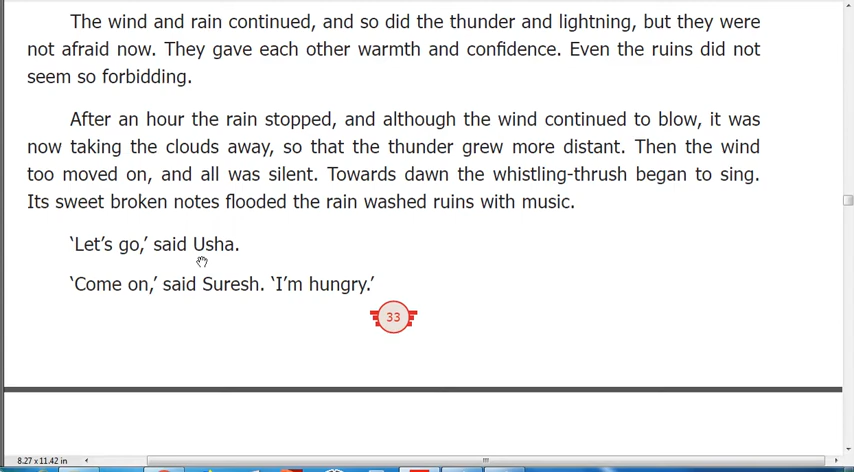 The wind and rain continued, and so did the thunder and lightning, but they were
not afraid now. They gave each other warmth and confidence. Even the ruins did not
seem so forbidding.
After an hour the rain stopped, and although the wind continued to blow, it was
now taking the clouds away, so that the thunder grew more distant. Then the wind
too moved on, and all was silent. Towards dawn the whistling-thrush began to sing.
Its sweet broken notes flooded the rain washed ruins with music.
‘Let’s go,’ said Usha.
‘Come on,’ said Suresh. ‘I’m hungry.’
33
8.27 x 11.42 in